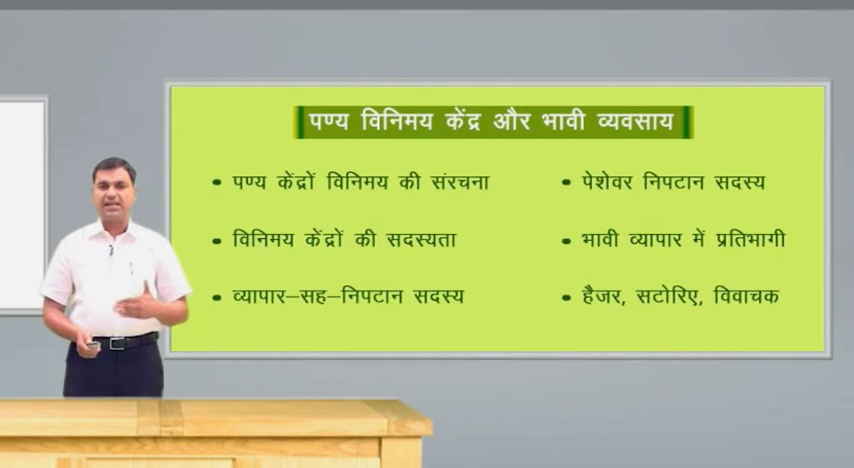 पण्य विनिमय केंद्र और भावी व्यवसाय
• पण्य केंद्रों विनिमय की संरचना
• विनिमय केंद्रों की सदस्यता
• व्यापार–सह–निपटान सदस्य
• पेशेवर निपटान सदस्य
• भावी व्यापार में प्रतिभागी
• हैजर, सटोरिए, विवाचक